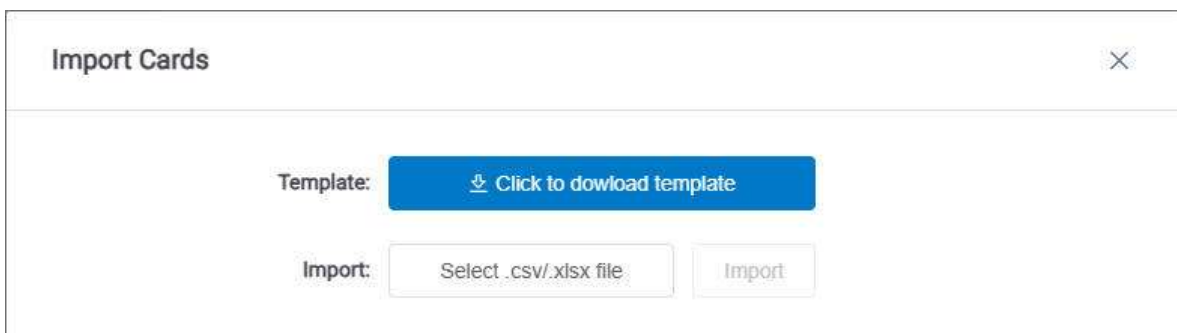 Import Cards
Template: Click to dowload template
Import: Select .csv/.xlsx file Import